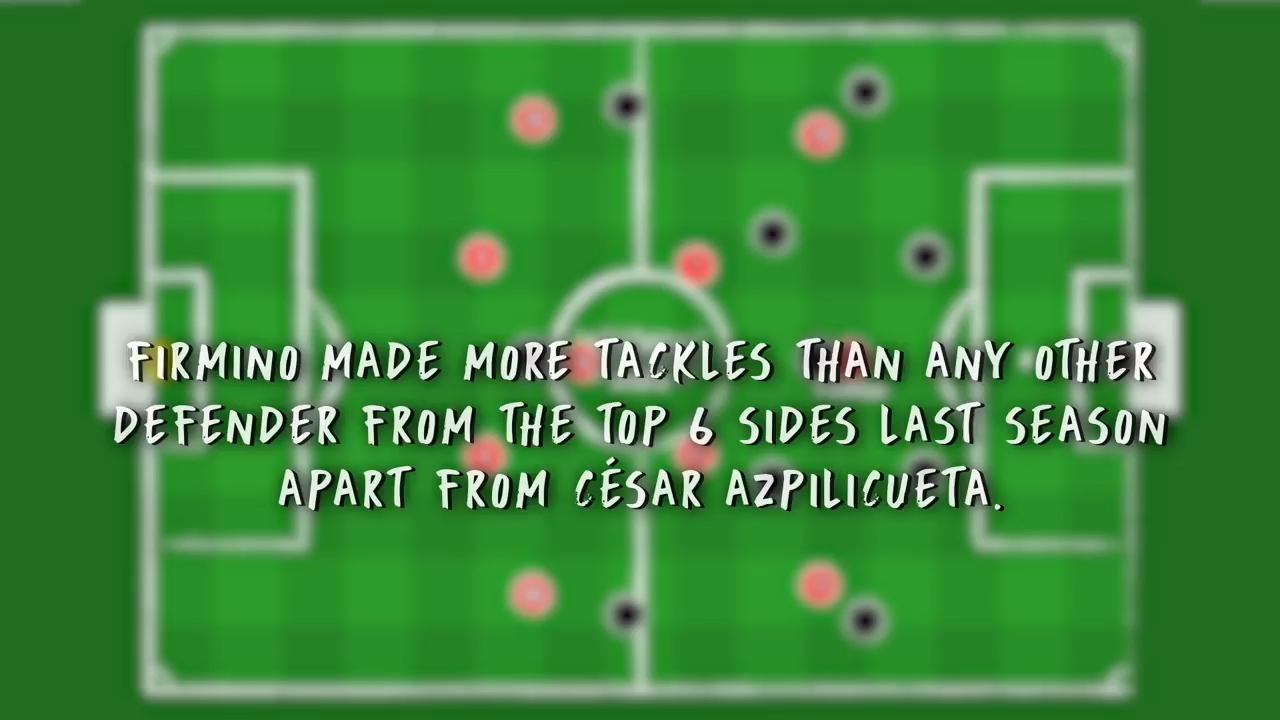 FIRMINO MADE MORE TACKLES THAN ANY OTHER
DEFENDER FROM THE TOP 6 SIDES LAST SEASON
APART FROM CÉSAR AZPILICUETA.